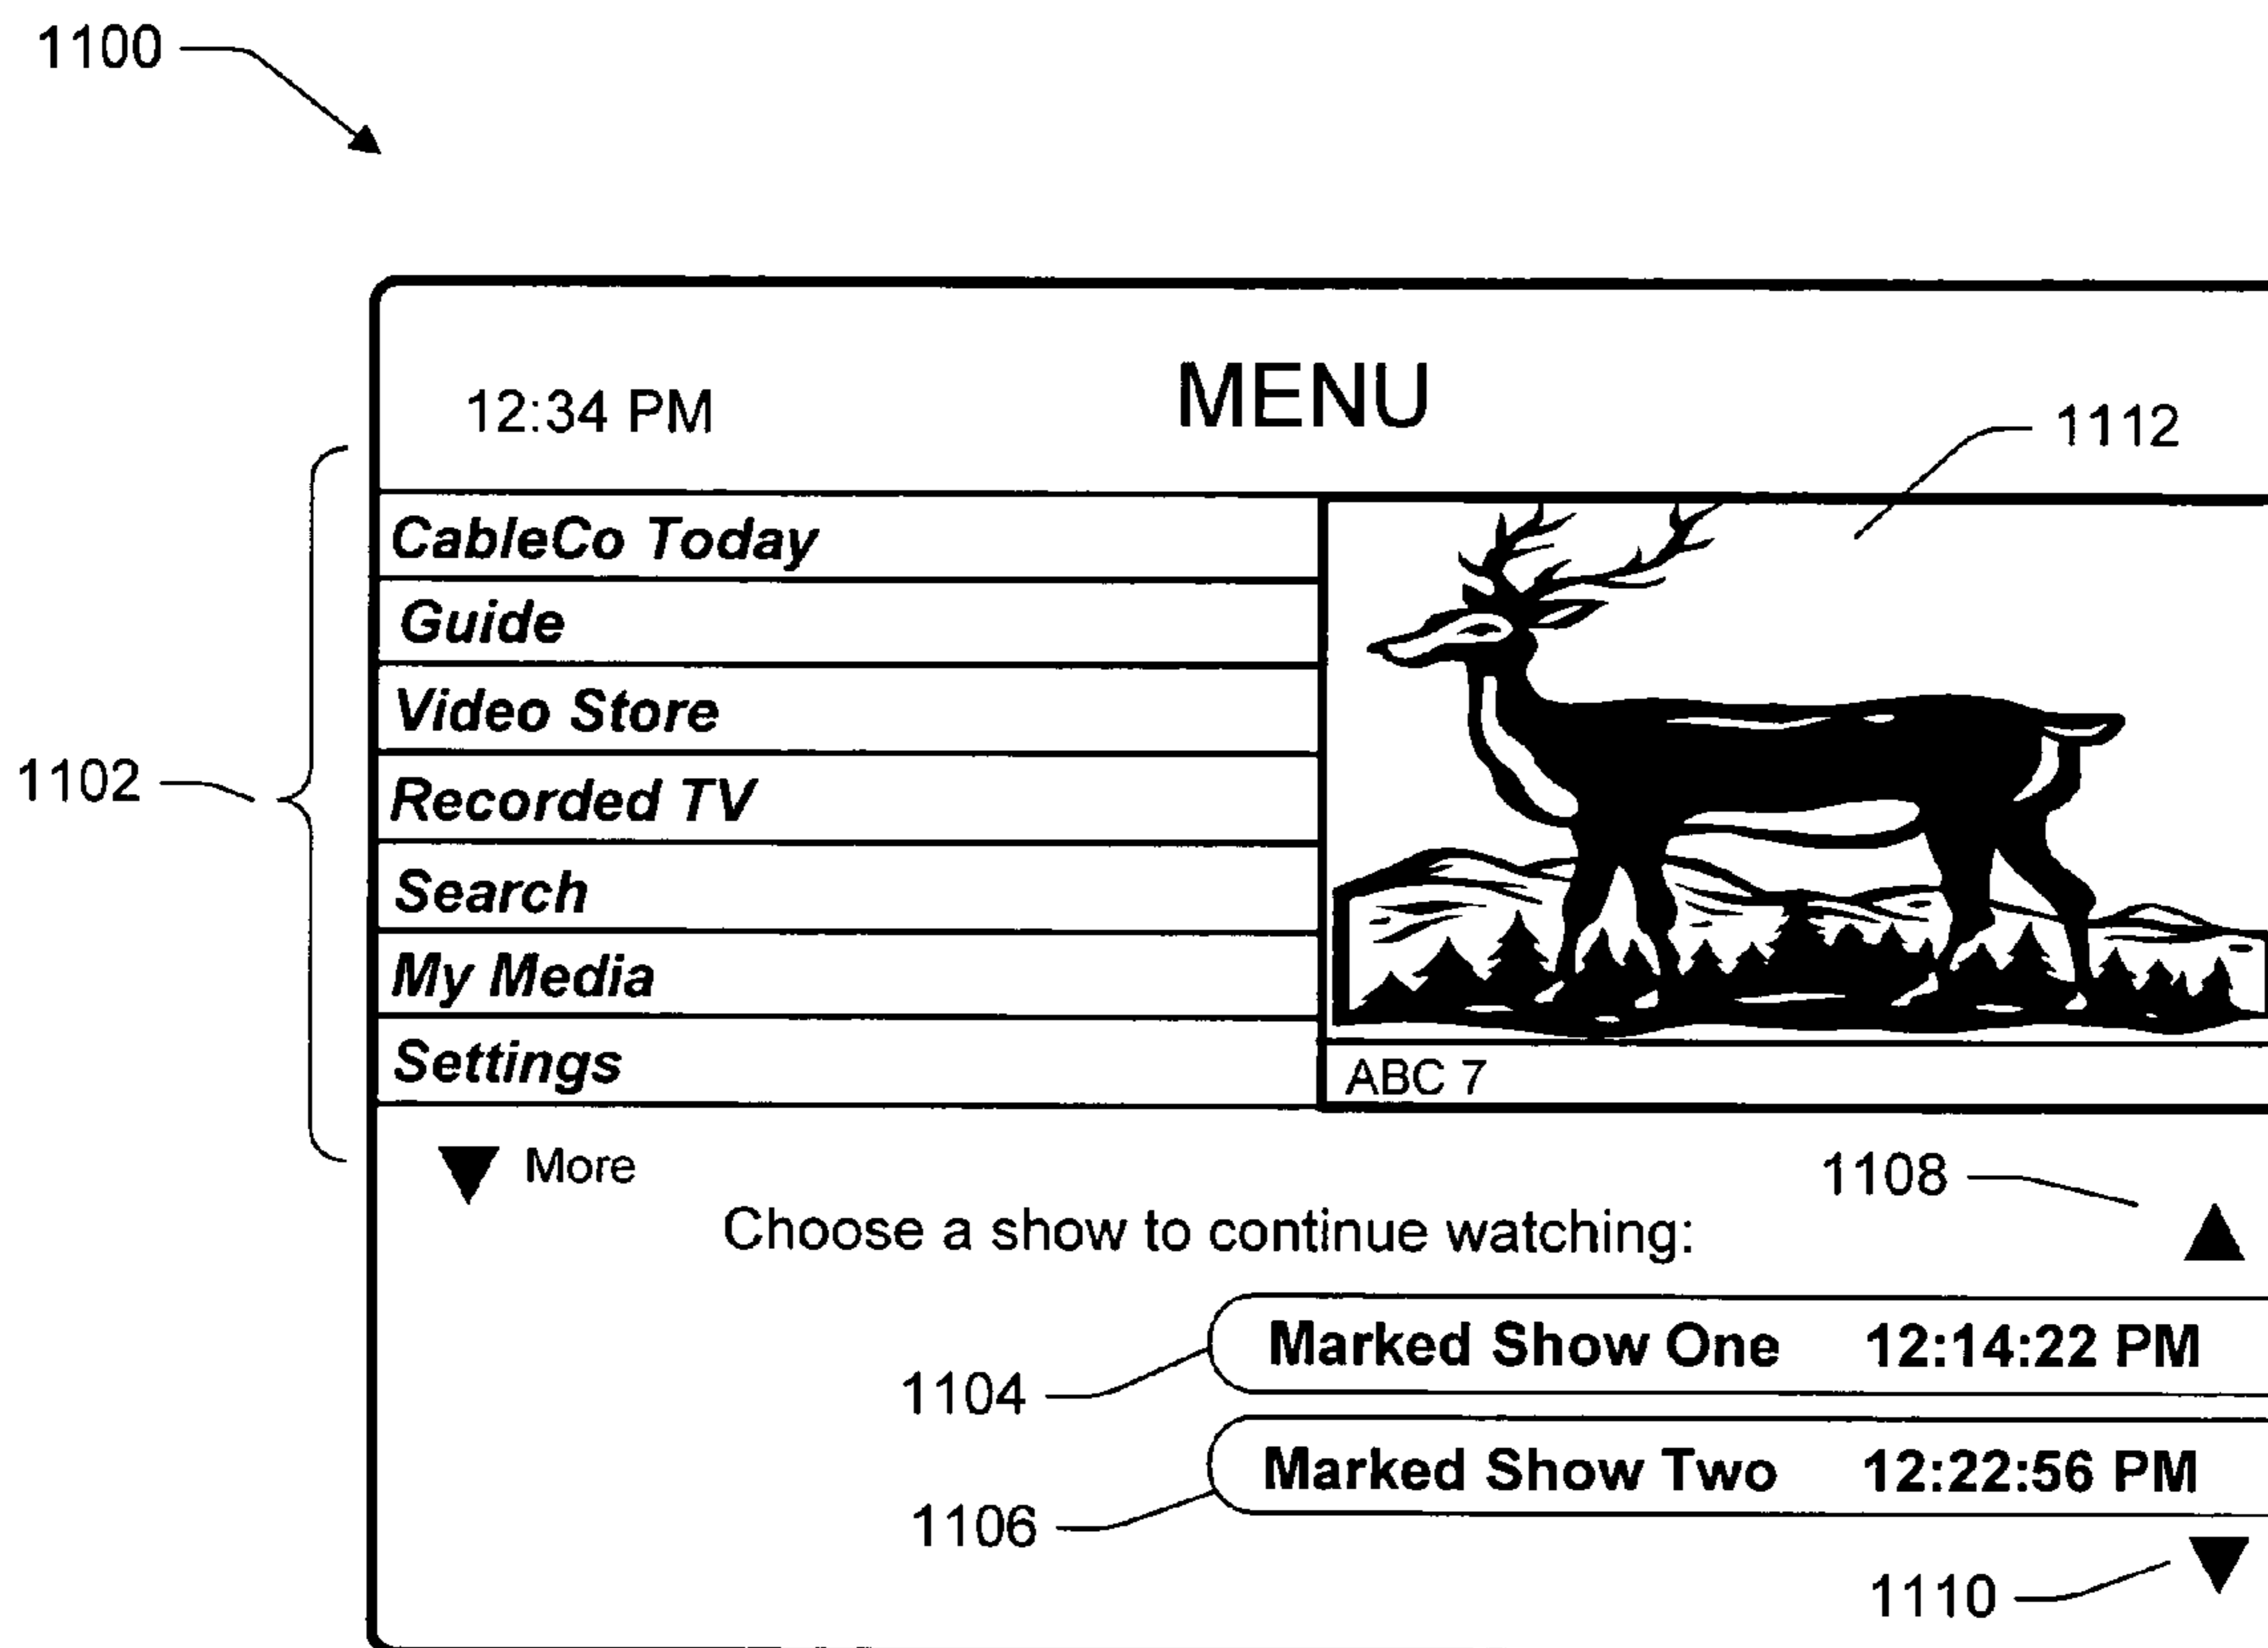 1100
MENU
12:34 PM
1112
CableCo Today
Guide
Video Store
1102
Recorded TV
Search
My Media
Settings
ABC 7
More
1108
Choose a show to continue watching:
Marked Show One 12:14:22 PM
1104
Marked Show Two 12:22:56 PM
1106
1110